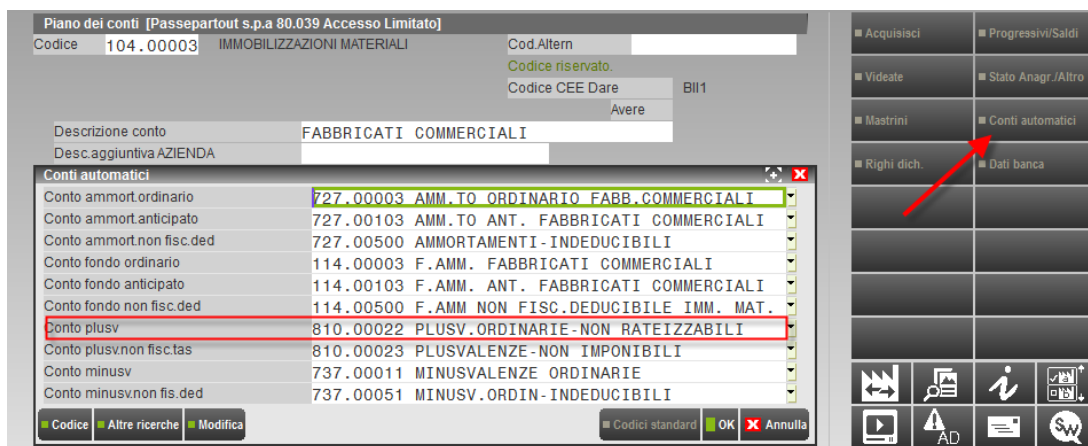 Piano dei conti [Passepartout s.p.a 80.039 Accesso Limitato]
Codice 104.00003 IMMOBILIZZAZIONI MATERIALI Cod.Altern
Codice riservato.
Codice CEE Dare BII1
Avere
Descrizione conto FABBRICATI COMMERCIALI
Desc.aggiuntiva AZIENDA
Conti automatici
Conto ammort.ordinario 727.00003 AMM.TO ORDINARIO FABB.COMMERCIALI
Conto ammort.anticipato 727.00103 AMM.TO ANT. FABBRICATI COMMERCIALI
Conto ammort.non fisc.ded 727.00500 AMMORTAMENTI-INDEDUCIBILI
Conto fondo ordinario 114.00003 F.AMM. FABBRICATI COMMERCIALI
Conto fondo anticipato 114.00103 F.AMM. ANT. FABBRICATI COMMERCIALI
Conto fondo non fisc.ded 114.00500 F.AMM NON FISC.DEDUCIBILE IMM. MAT.
Conto plusv 810.00022 PLUSV.ORDINARIE-NON RATEIZZABILI
Conto plusv.non fisc.tas 810.00023 PLUSVALENZE-NON IMPONIBILI
Conto minusv 737.00011 MINUSVALENZE ORDINARIE
Conto minusv.non fis.ded 737.00051 MINUSV.ORDIN-INDEDUCIBILI
Codice Altre ricerche Modifica Codici standard OK Annulla
Acquisisci Progressivi/Saldi
Videate Stato Anagr./Altro
Mastrini Conti automatici
Righi dich. Dati banca
AD
Sw